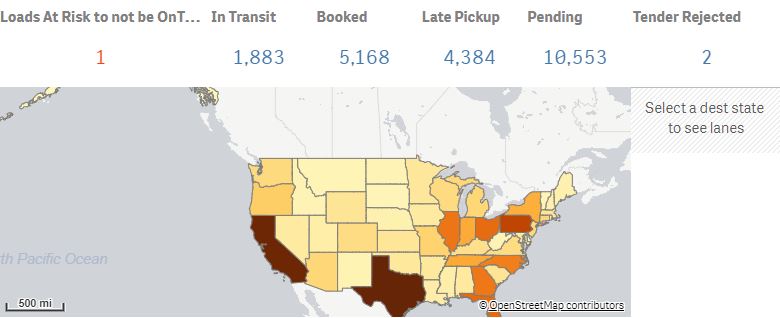 Loads At Risk to not be OnT... In Transit Booked Late Pickup Pending Tender Rejected
1 1,883 5,168 4,384 10,553 2
Select a dest state
to see lanes
th Pacific Ocean
500 mi
© OpenStreetMap contributors